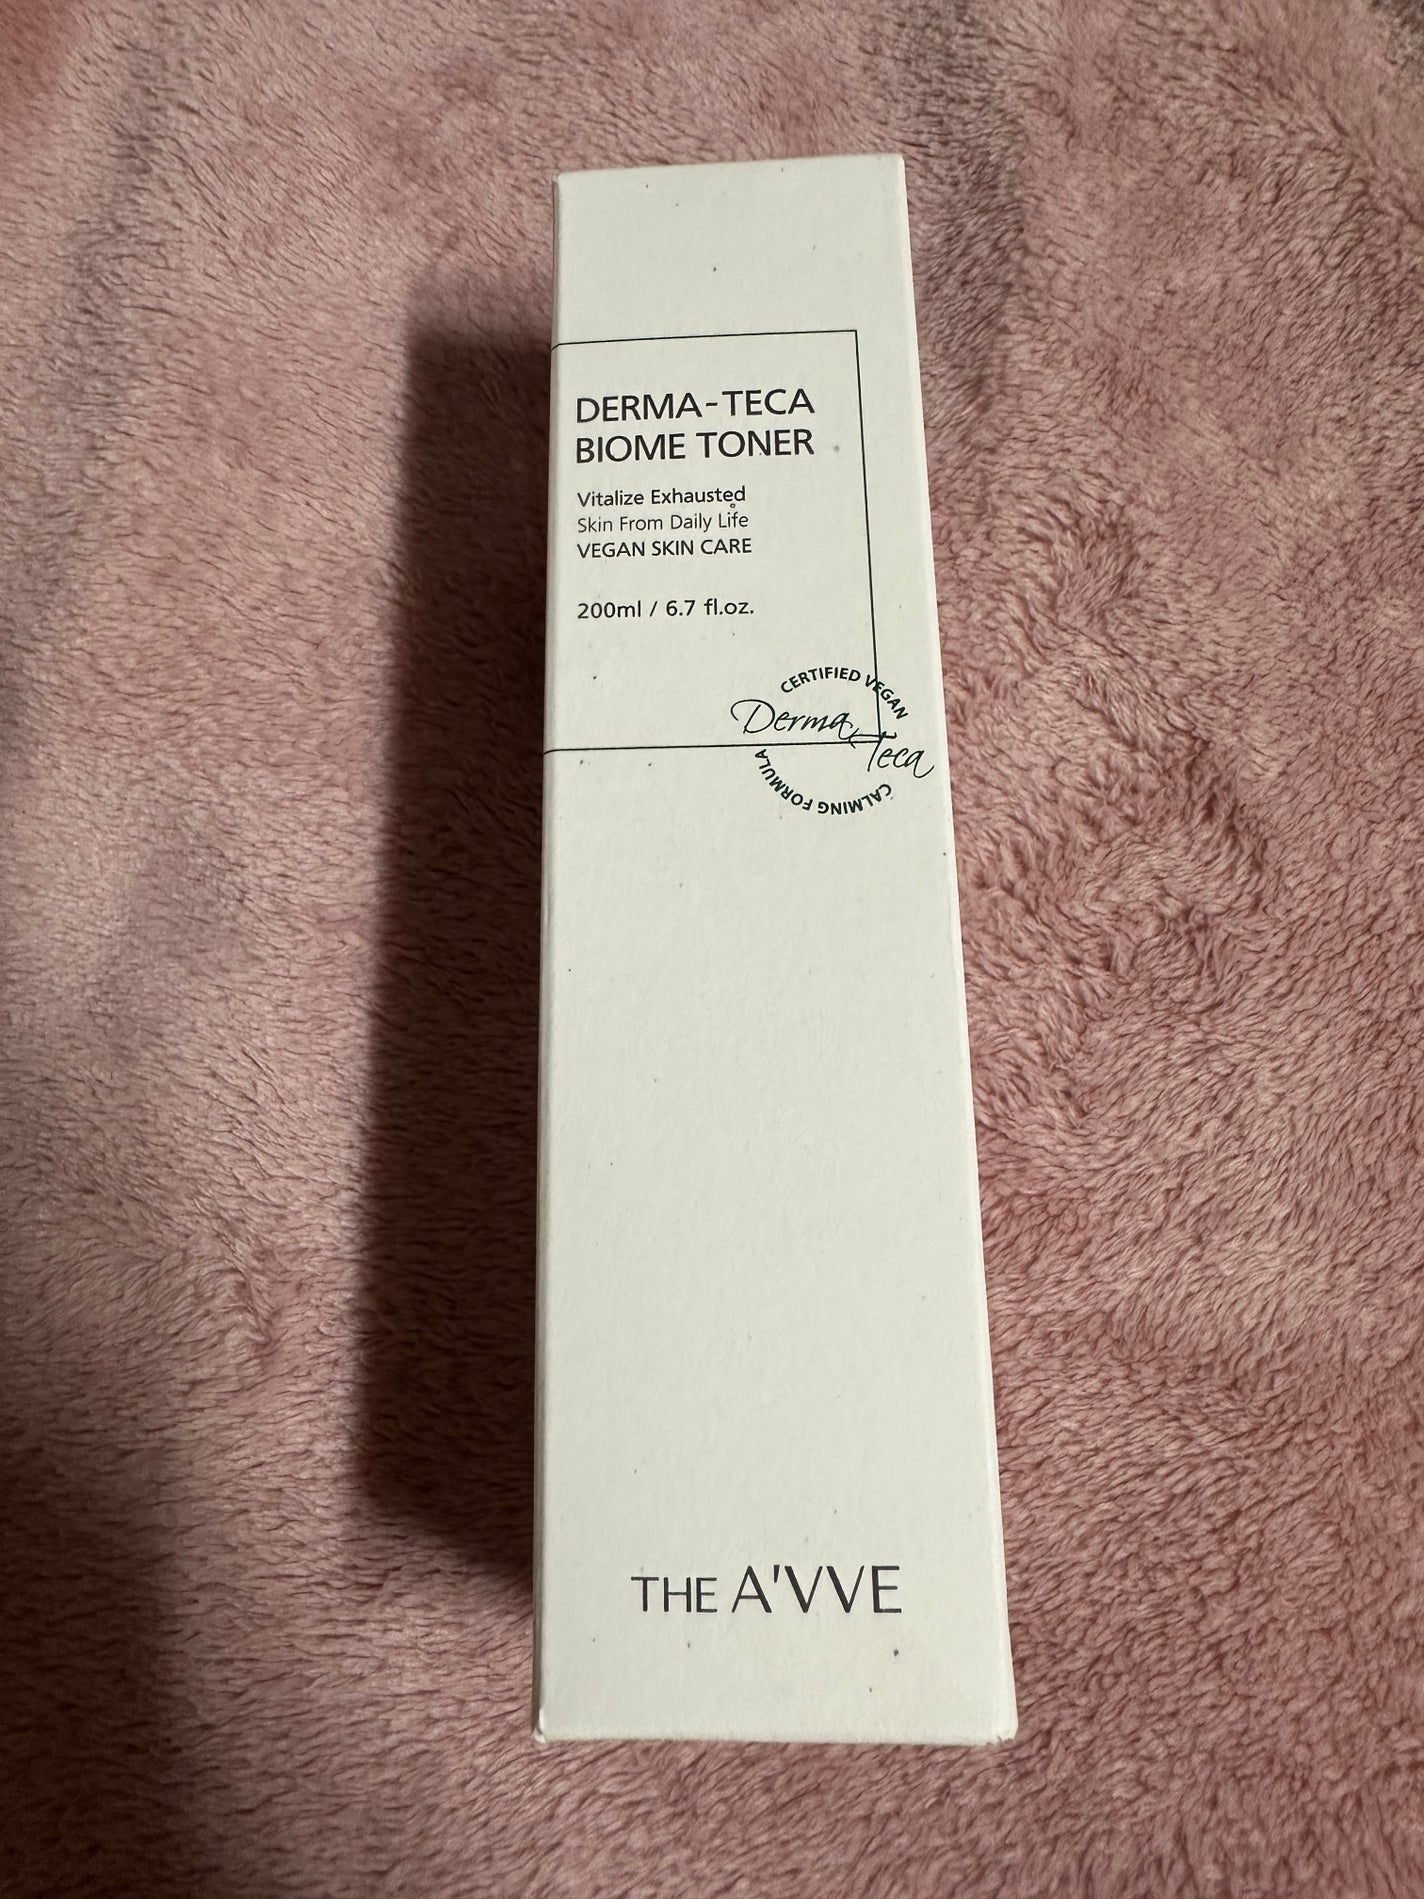 DERMA-TECA
BIOME TONER
Vitalize Exhausted
Skin From Daily Life
VEGAN SKIN CARE
200ml / 6.7 fl.oz.
CERTIFIED VEGAN
Derma-Teca
CALMING FORMULA
THE A'VVE